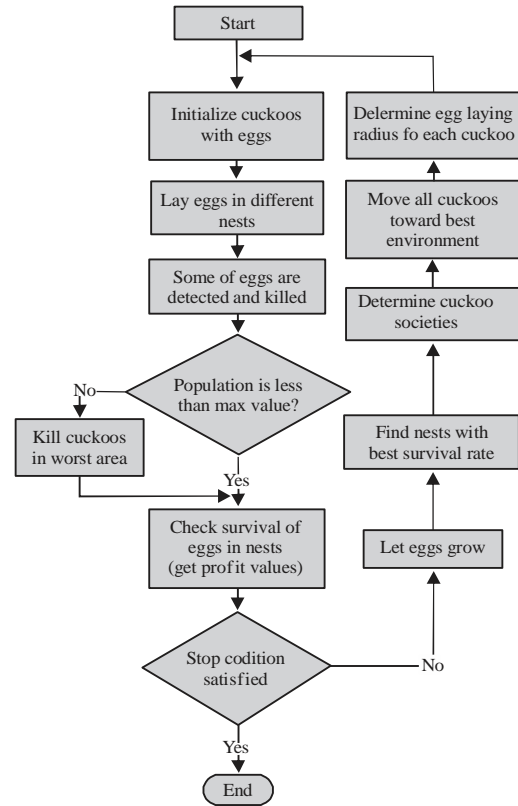 Start
Initialize cuckoos
with eggs
Lay eggs in different
nests
Some of eggs are
detected and killed
Population is less
than max value?
No
Kill cuckoos
in worst area
Yes
Check survival of
eggs in nests
(get profit values)
Stop codition
satisfied
No
Yes
End
Let eggs grow
Find nests with
best survival rate
Determine cuckoo
societies
Move all cuckoos
toward best
environment
Delermine egg laying
radius fo each cuckoo